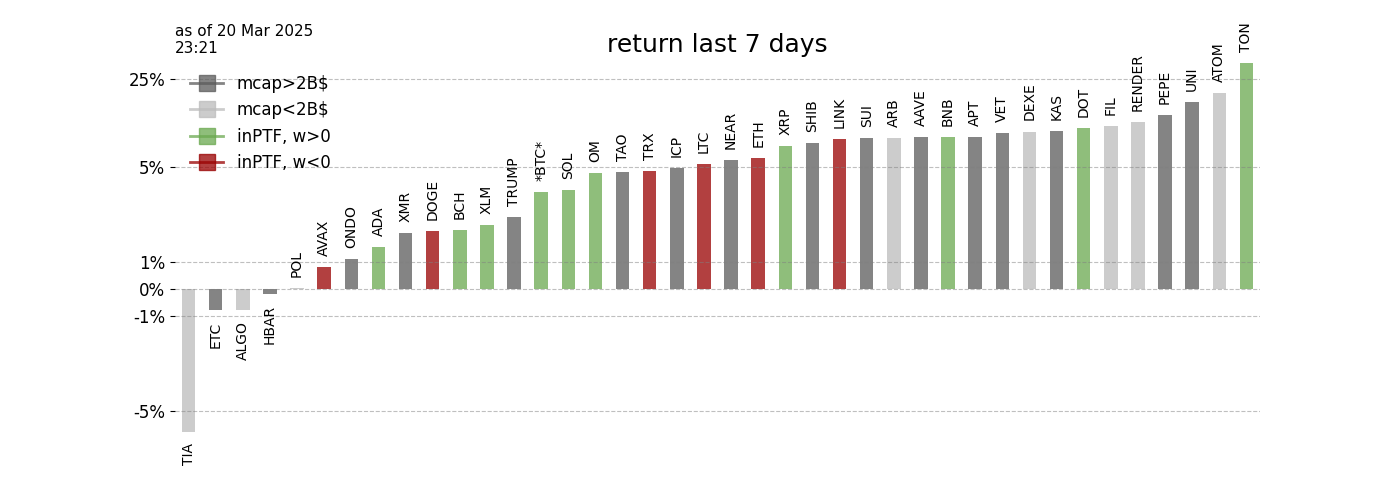 as of 20 Mar 2025
23:21
return last 7 days
mcap>2B$
mcap<2B$
inPTF, w>0
inPTF, w<0
25%
5%
1%
0%
-1%
-5%
TIA
ETC
ALGO
HBAR
POL
AVAX
ONDO
ADA
XMR
DOGE
BCH
XLM
TRUMP
*BTC*
SOL
OM
TAO
TRX
ICP
LTC
NEAR
ETH
XRP
SHIB
LINK
SUI
ARB
AAVE
BNB
APT
VET
DEXE
KAS
DOT
FIL
RENDER
PEPE
UNI
ATOM
TON